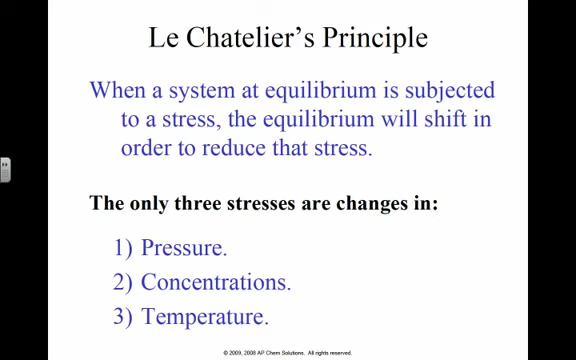 Le Chatelier's Principle
When a system at equilibrium is subjected
to a stress, the equilibrium will shift in
order to reduce that stress.
The only three stresses are changes in:
1) Pressure.
2) Concentrations.
3) Temperature.
© 2009, 2008 AP Chem Solutions. All rights reserved.